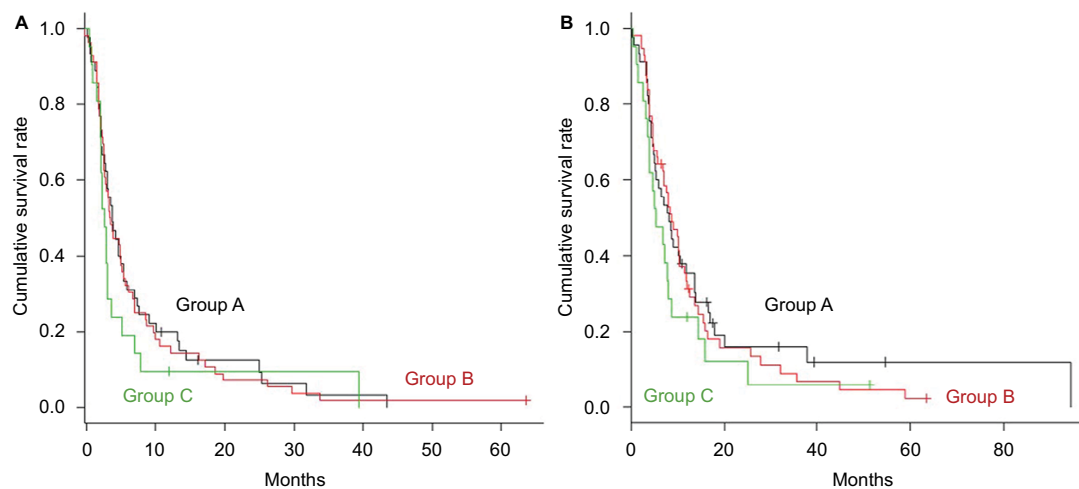 A
Cumulative survival rate
1.0
0.8
0.6
0.4
0.2
0.0
Group A
Group B
Group C
0 10 20 30 40 50 60
Months
B
Cumulative survival rate
1.0
0.8
0.6
0.4
0.2
0.0
Group A
Group C
Group B
0 20 40 60 80
Months